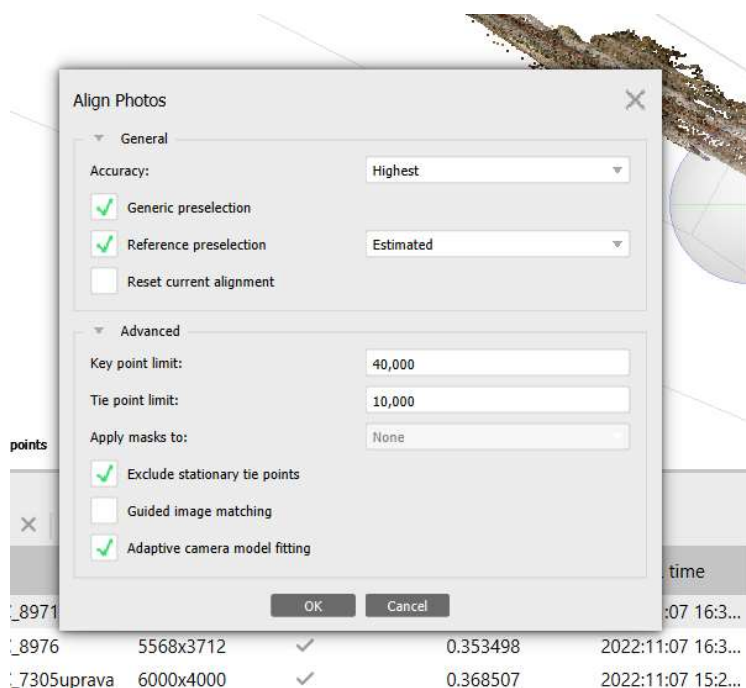 Align Photos
General
Accuracy: Highest
Generic preselection
Reference preselection Estimated
Reset current alignment
Advanced
Key point limit: 40,000
Tie point limit: 10,000
Apply masks to: None
points
Exclude stationary tie points
Guided image matching
Adaptive camera model fitting
time
OK Cancel
_8971 :07 16:3...
_8976 5568x3712 0.353498 2022:11:07 16:3...
_7305uprava 6000x4000 0.368507 2022:11:07 15:2...